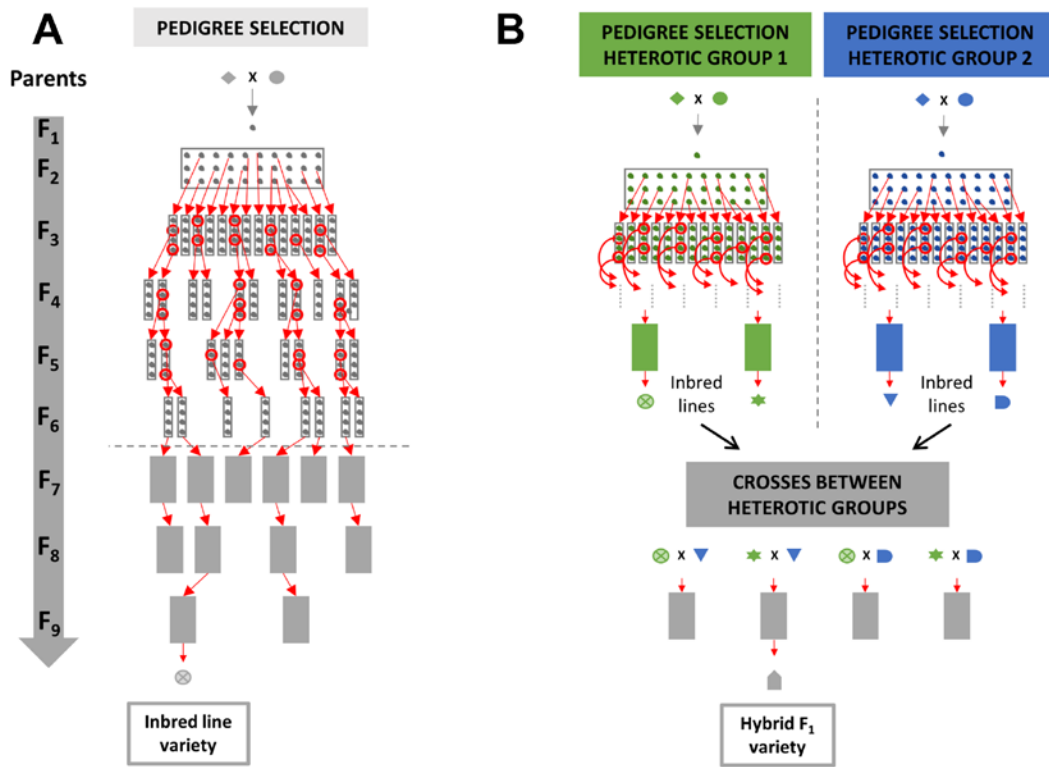 A
PEDIGREE SELECTION
Parents
X
F₁
F₂
F₃
F₄
F₅
F₆
F₇
F₈
F₉
Inbred line
variety
B
PEDIGREE SELECTION
HETEROTIC GROUP 1
PEDIGREE SELECTION
HETEROTIC GROUP 2
X
X
Inbred
lines
Inbred
lines
CROSSES BETWEEN
HETEROTIC GROUPS
X
X
X
X
Hybrid F₁
variety